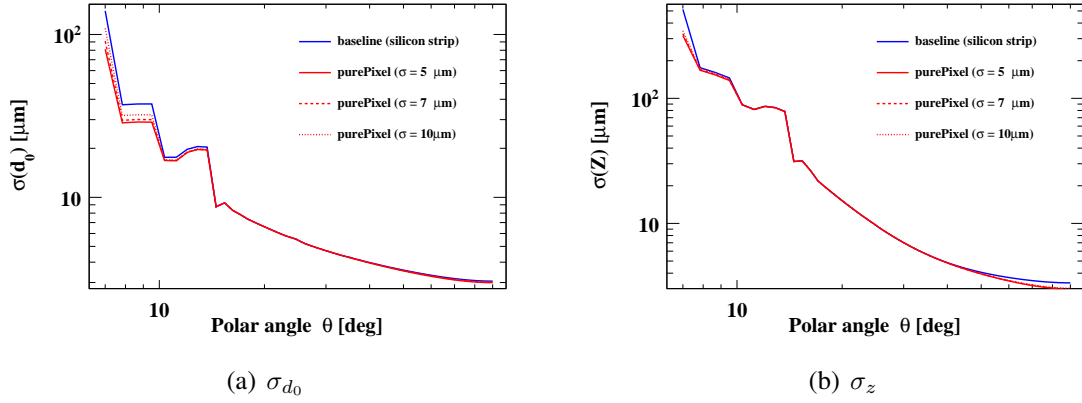 σ(d0) [μm]
10²
10
10
Polar angle θ [deg]
baseline (silicon strip)
purePixel (σ = 5 μm)
purePixel (σ = 7 μm)
purePixel (σ = 10μm)
(a) σd0
σ(Z) [μm]
10²
10
10
Polar angle θ [deg]
baseline (silicon strip)
purePixel (σ = 5 μm)
purePixel (σ = 7 μm)
purePixel (σ = 10μm)
(b) σz